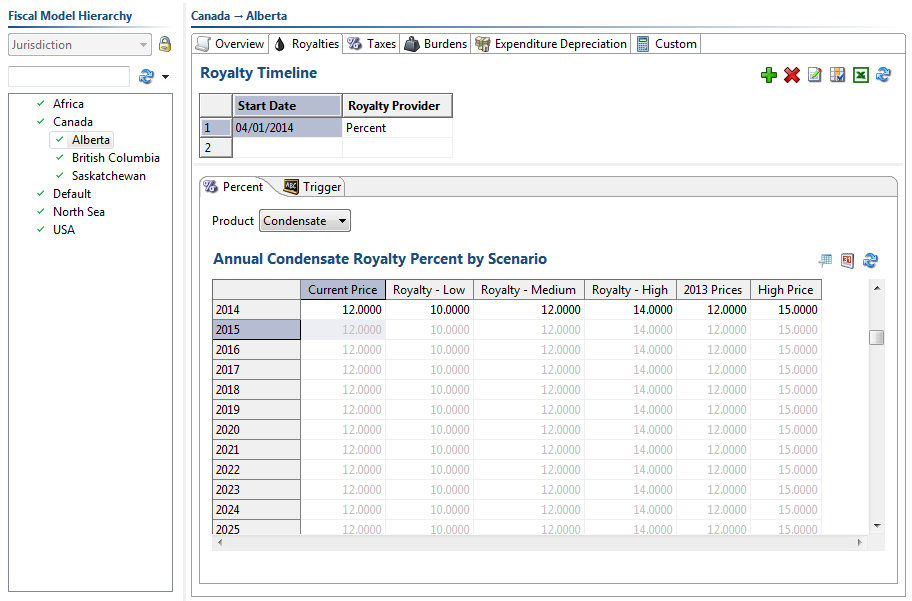 Fiscal Model Hierarchy
Jurisdiction
Africa
Canada
Alberta
British Columbia
Saskatchewan
Default
North Sea
USA
Canada → Alberta
Overview Royalties Taxes Burdens Expenditure Depreciation Custom
Royalty Timeline
Start Date Royalty Provider
1 04/01/2014 Percent
2
Percent ABC Trigger
Product Condensate
Annual Condensate Royalty Percent by Scenario
31
Current Price Royalty - Low Royalty - Medium Royalty - High 2013 Prices High Price
2014 12.0000 10.0000 12.0000 14.0000 12.0000 15.0000
2015 12.0000 10.0000 12.0000 14.0000 12.0000 15.0000
2016 12.0000 10.0000 12.0000 14.0000 12.0000 15.0000
2017 12.0000 10.0000 12.0000 14.0000 12.0000 15.0000
2018 12.0000 10.0000 12.0000 14.0000 12.0000 15.0000
2019 12.0000 10.0000 12.0000 14.0000 12.0000 15.0000
2020 12.0000 10.0000 12.0000 14.0000 12.0000 15.0000
2021 12.0000 10.0000 12.0000 14.0000 12.0000 15.0000
2022 12.0000 10.0000 12.0000 14.0000 12.0000 15.0000
2023 12.0000 10.0000 12.0000 14.0000 12.0000 15.0000
2024 12.0000 10.0000 12.0000 14.0000 12.0000 15.0000
2025 12.0000 10.0000 12.0000 14.0000 12.0000 15.0000